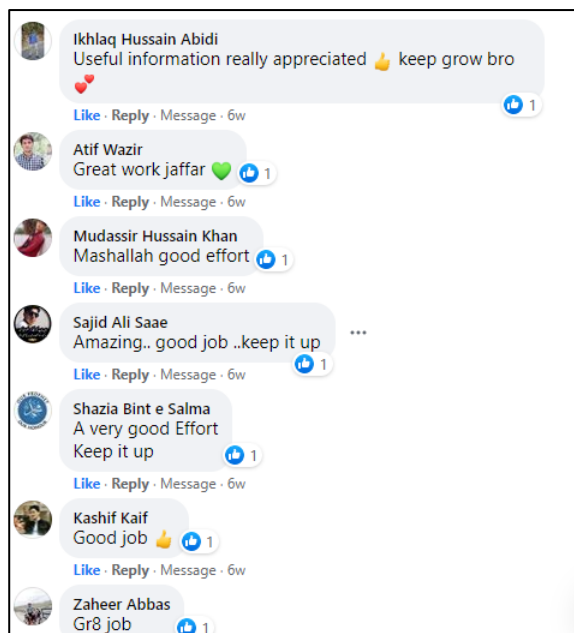 Ikhlaq Hussain Abidi
Useful information really appreciated 👍 keep grow bro
💕
1
Like · Reply · Message · 6w
Atif Wazir
Great work jaffar 💚 1
Like · Reply · Message · 6w
Mudassir Hussain Khan
Mashallah good effort 1
Like · Reply · Message · 6w
Sajid Ali Saae
Amazing.. good job ..keep it up
1
Like · Reply · Message · 6w
Shazia Bint e Salma
A very good Effort
Keep it up 1
Like · Reply · Message · 6w
Kashif Kaif
Good job 👍 1
Like · Reply · Message · 6w
Zaheer Abbas
Gr8 job 1